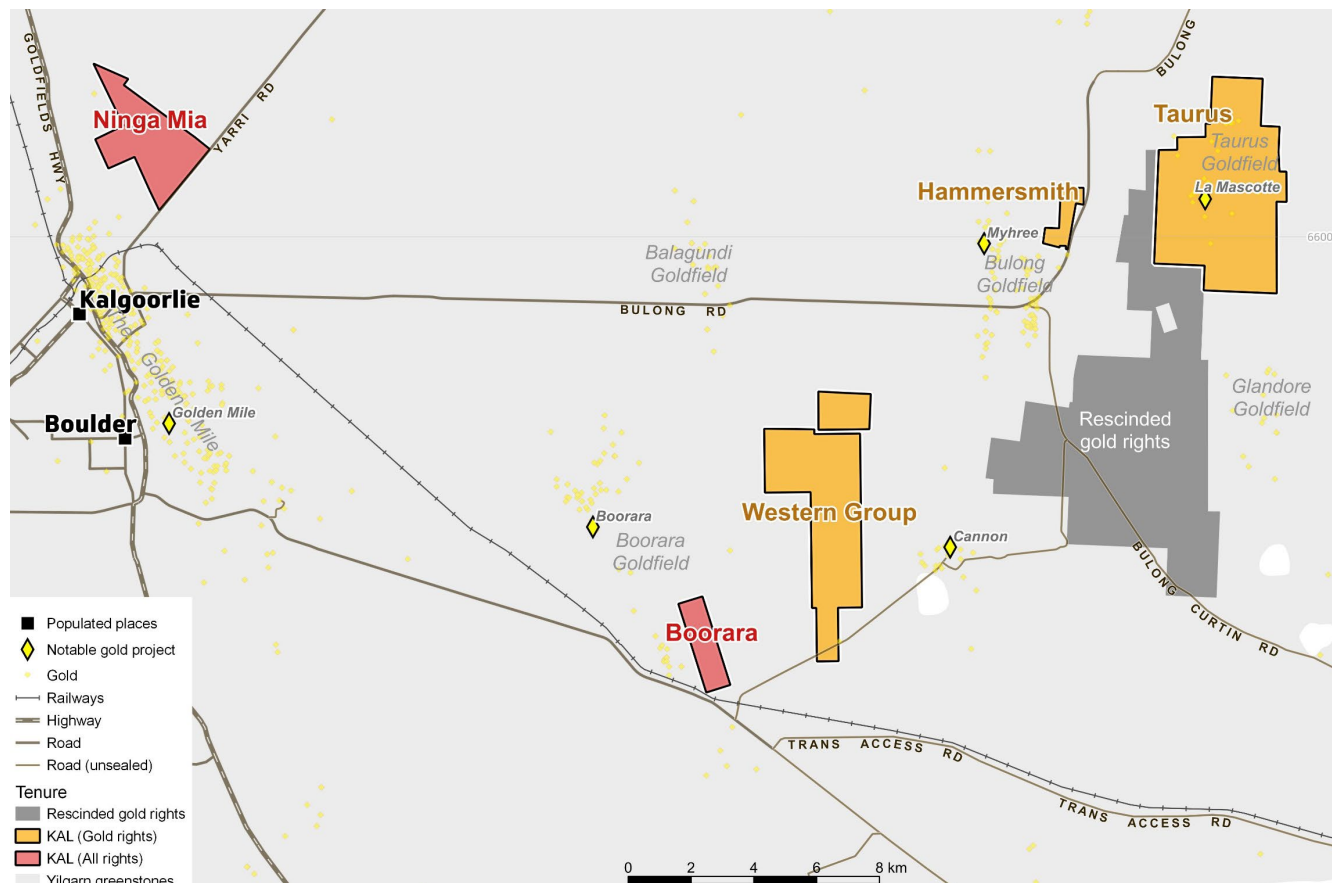 GOLDFIELDS HWY
Ninga Mia
YARRI RD
BULONG
Taurus
Taurus
Goldfield
La Mascotte
Hammersmith
Myhree
Bulong
Goldfield
6600
Balagundi
Goldfield
Kalgoorlie
BULONG RD
The Golden Mile
Golden Mile
Boulder
Glandore
Goldfield
Rescinded
gold rights
Western Group
Boorara
Boorara
Goldfield
Cannon
BULONG CURTIN RD
Boorara
TRANS ACCESS RD
TRANS ACCESS RD
Populated places
Notable gold project
Gold
Railways
Highway
Road
Road (unsealed)
Tenure
Rescinded gold rights
KAL (Gold rights)
KAL (All rights)
Yilgarn greenstones
0 2 4 6 8 km